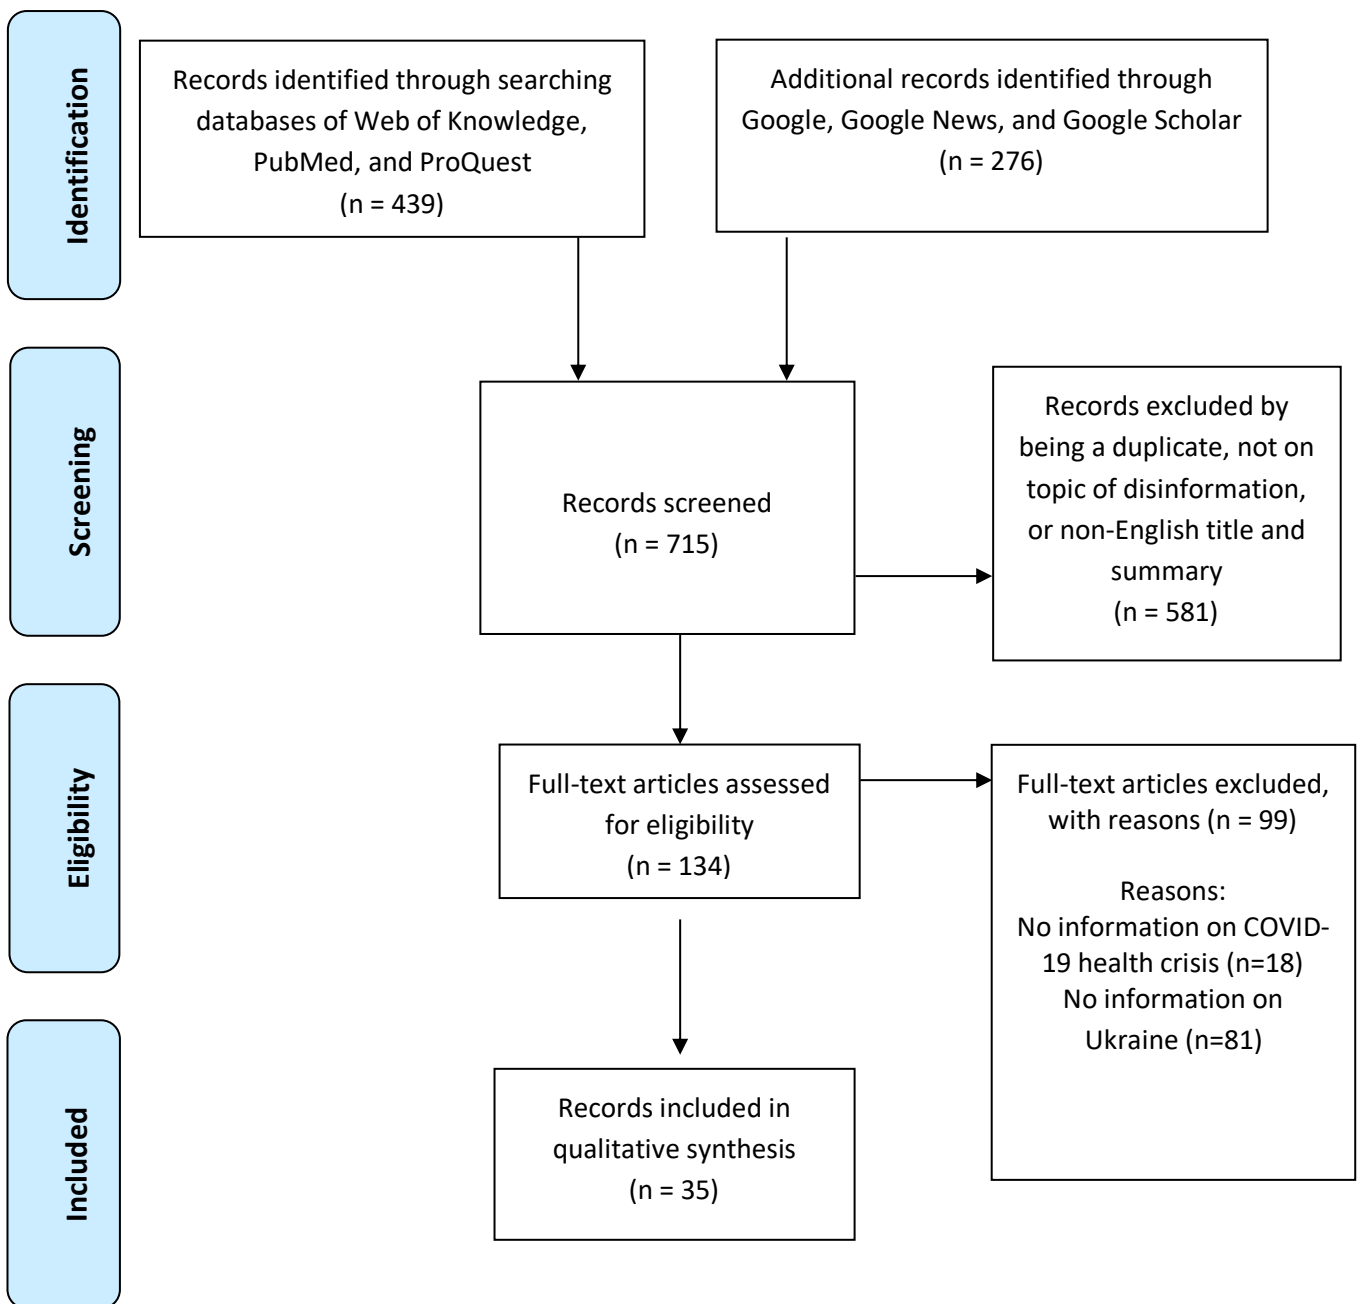 Identification
Records identified through searching
databases of Web of Knowledge,
PubMed, and ProQuest
(n = 439)
Additional records identified through
Google, Google News, and Google Scholar
(n = 276)
Screening
Records screened
(n = 715)
Records excluded by
being a duplicate, not on
topic of disinformation,
or non-English title and
summary
(n = 581)
Eligibility
Full-text articles assessed
for eligibility
(n = 134)
Full-text articles excluded,
with reasons (n = 99)
Reasons:
No information on COVID-
19 health crisis (n=18)
No information on
Ukraine (n=81)
Included
Records included in
qualitative synthesis
(n = 35)